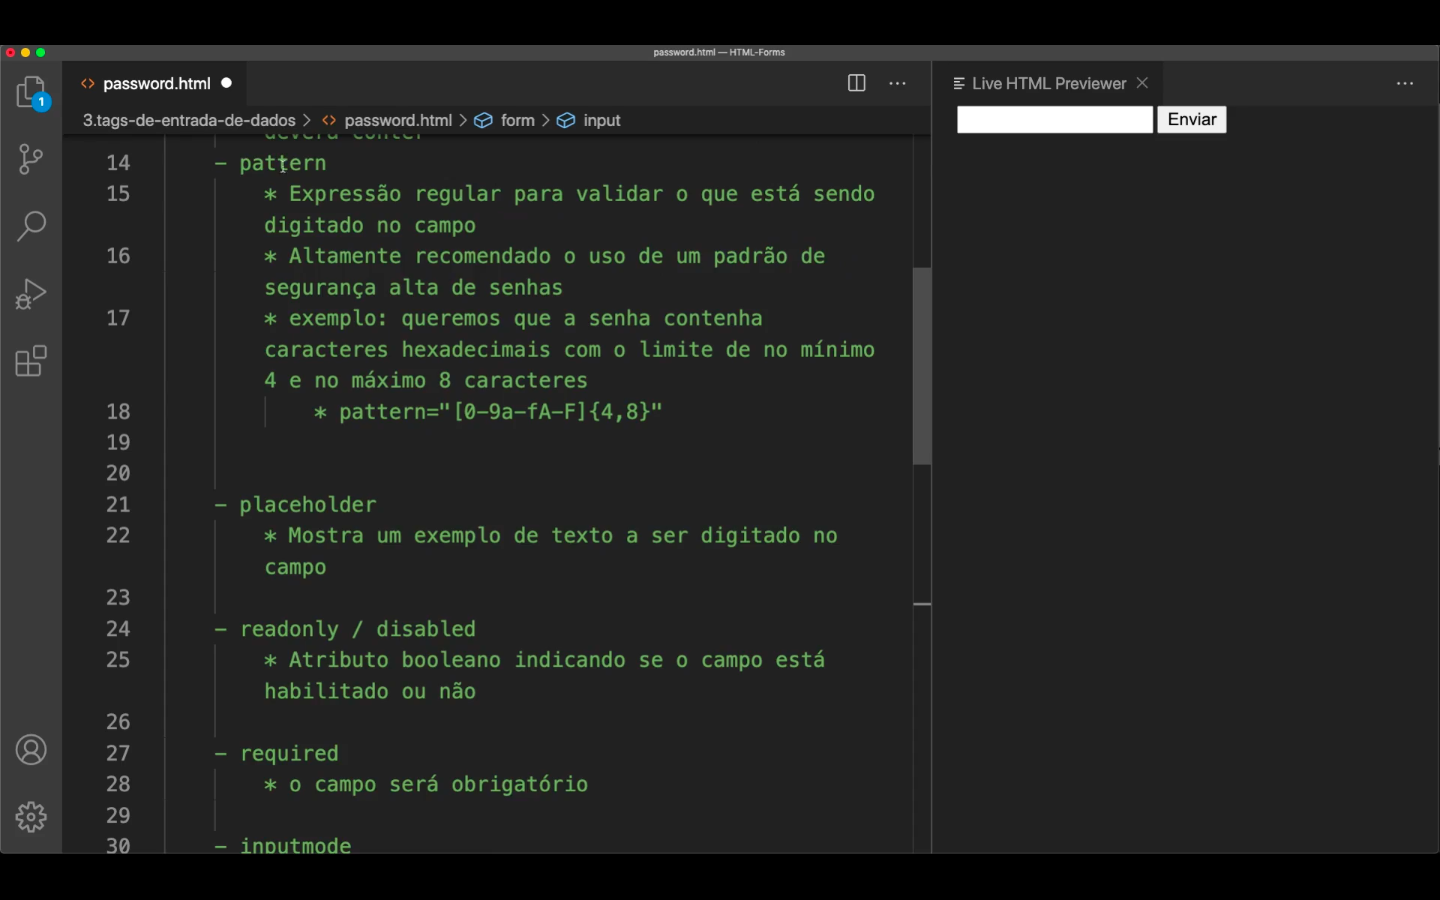 password.html — HTML-Forms
1
password.html
Live HTML Previewer
3.tags-de-entrada-de-dados > password.html > form > input
Enviar
deverá conter
14 - pattern
15 * Expressão regular para validar o que está sendo
digitado no campo
16 * Altamente recomendado o uso de um padrão de
segurança alta de senhas
17 * exemplo: queremos que a senha contenha
caracteres hexadecimais com o limite de no mínimo
4 e no máximo 8 caracteres
18 * pattern="[0-9a-fA-F]{4,8}"
19
20
21 - placeholder
22 * Mostra um exemplo de texto a ser digitado no
campo
23
24 - readonly / disabled
25 * Atributo booleano indicando se o campo está
habilitado ou não
26
27 - required
28 * o campo será obrigatório
29
30 - inputmode